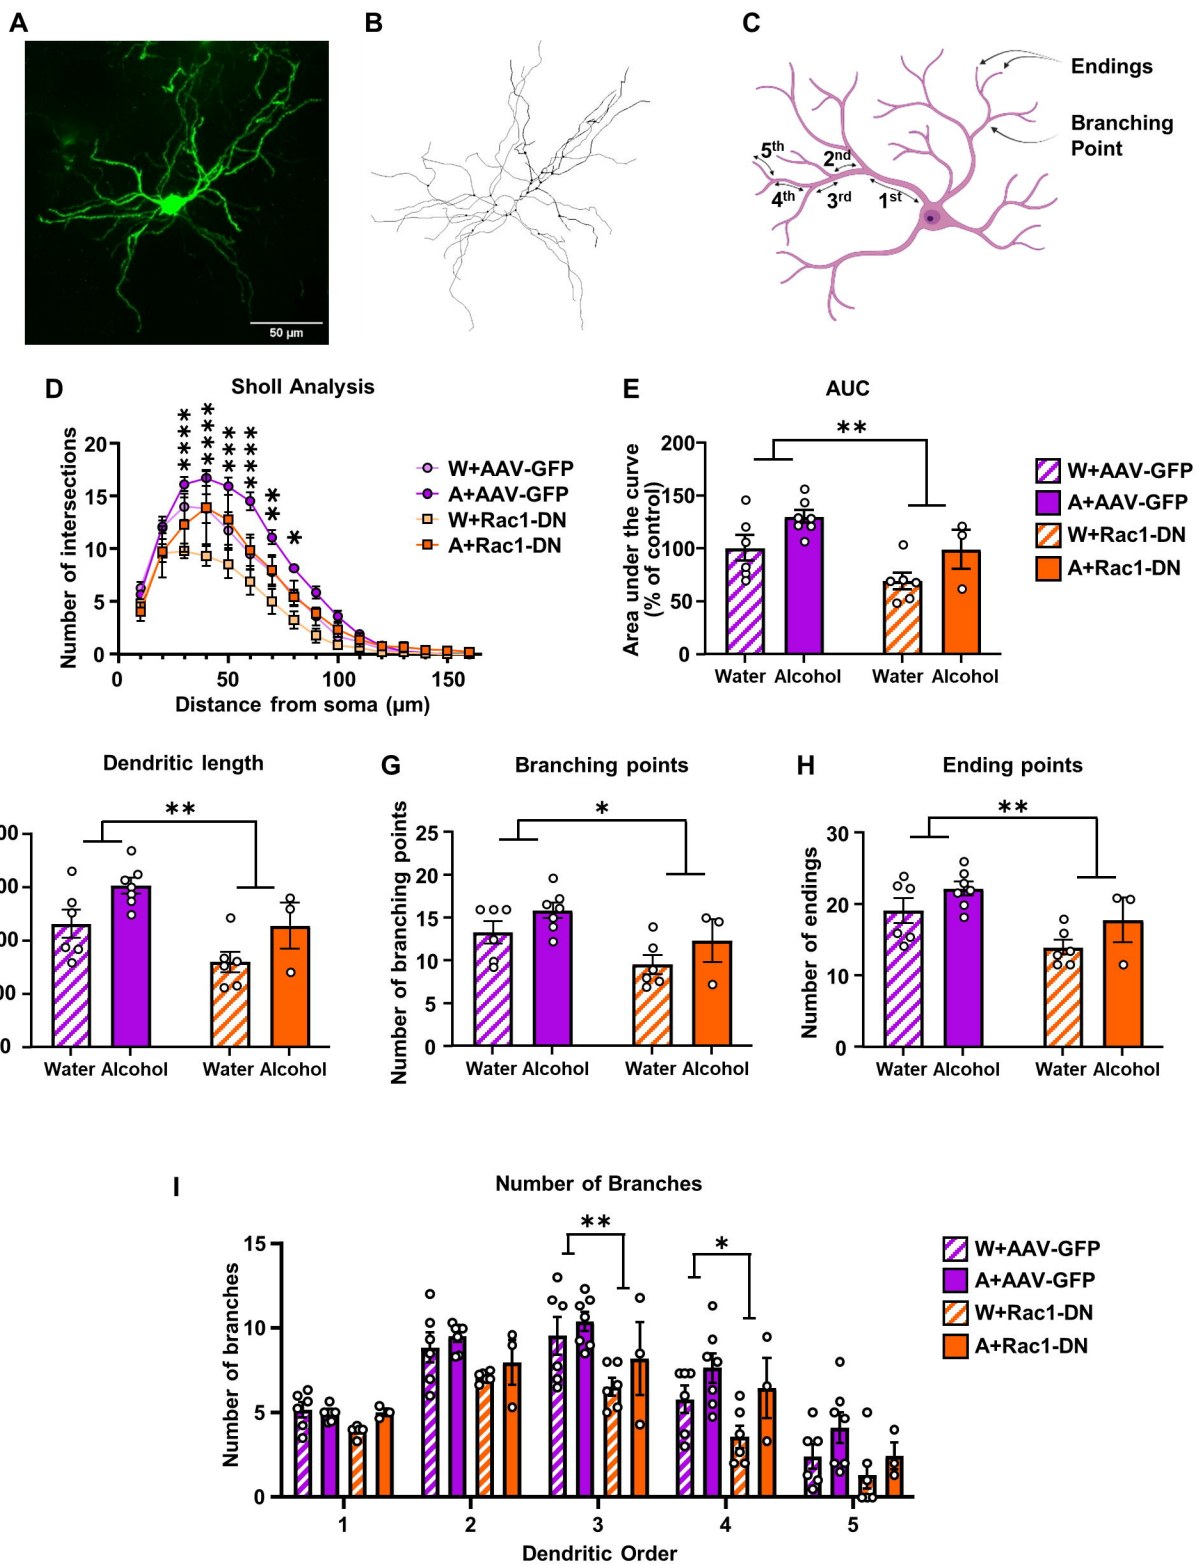 A
B
C
50 µm
Endings
Branching
Point
5th
2nd
4th
3rd
1st
D
Sholl Analysis
Number of intersections
20
15
10
5
0
****
****
***
****
**
*
0
50
100
150
Distance from soma (µm)
W+AAV-GFP
A+AAV-GFP
W+Rac1-DN
A+Rac1-DN
E
AUC
Area under the curve
(% of control)
200
150
100
50
0
**
Water Alcohol
Water Alcohol
W+AAV-GFP
A+AAV-GFP
W+Rac1-DN
A+Rac1-DN
Dendritic length
00
00
00
00
0
**
Water Alcohol
Water Alcohol
G
Branching points
Number of branching points
25
20
15
10
5
0
*
Water Alcohol
Water Alcohol
H
Ending points
Number of endings
30
20
10
0
**
Water Alcohol
Water Alcohol
I
Number of Branches
Number of branches
15
10
5
0
**
*
1
2
3
4
5
Dendritic Order
W+AAV-GFP
A+AAV-GFP
W+Rac1-DN
A+Rac1-DN